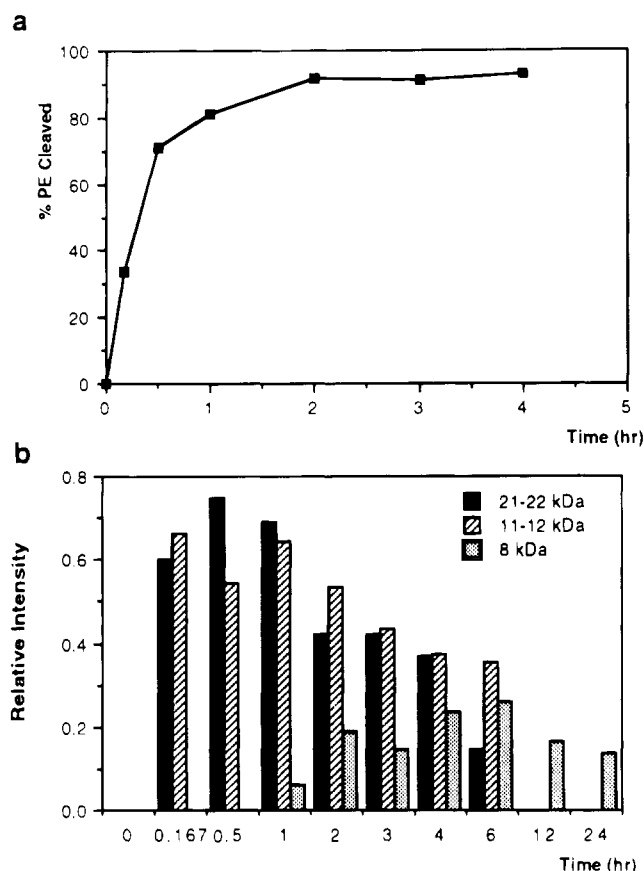 a
100
80
60
40
20
0
% PE Cleaved
0 1 2 3 4 5
Time (hr)
b
0.8
0.6
0.4
0.2
0.0
Relative Intensity
21-22 kDa
11-12 kDa
8 kDa
0 0.167 0.5 1 2 3 4 6 12 24
Time (hr)